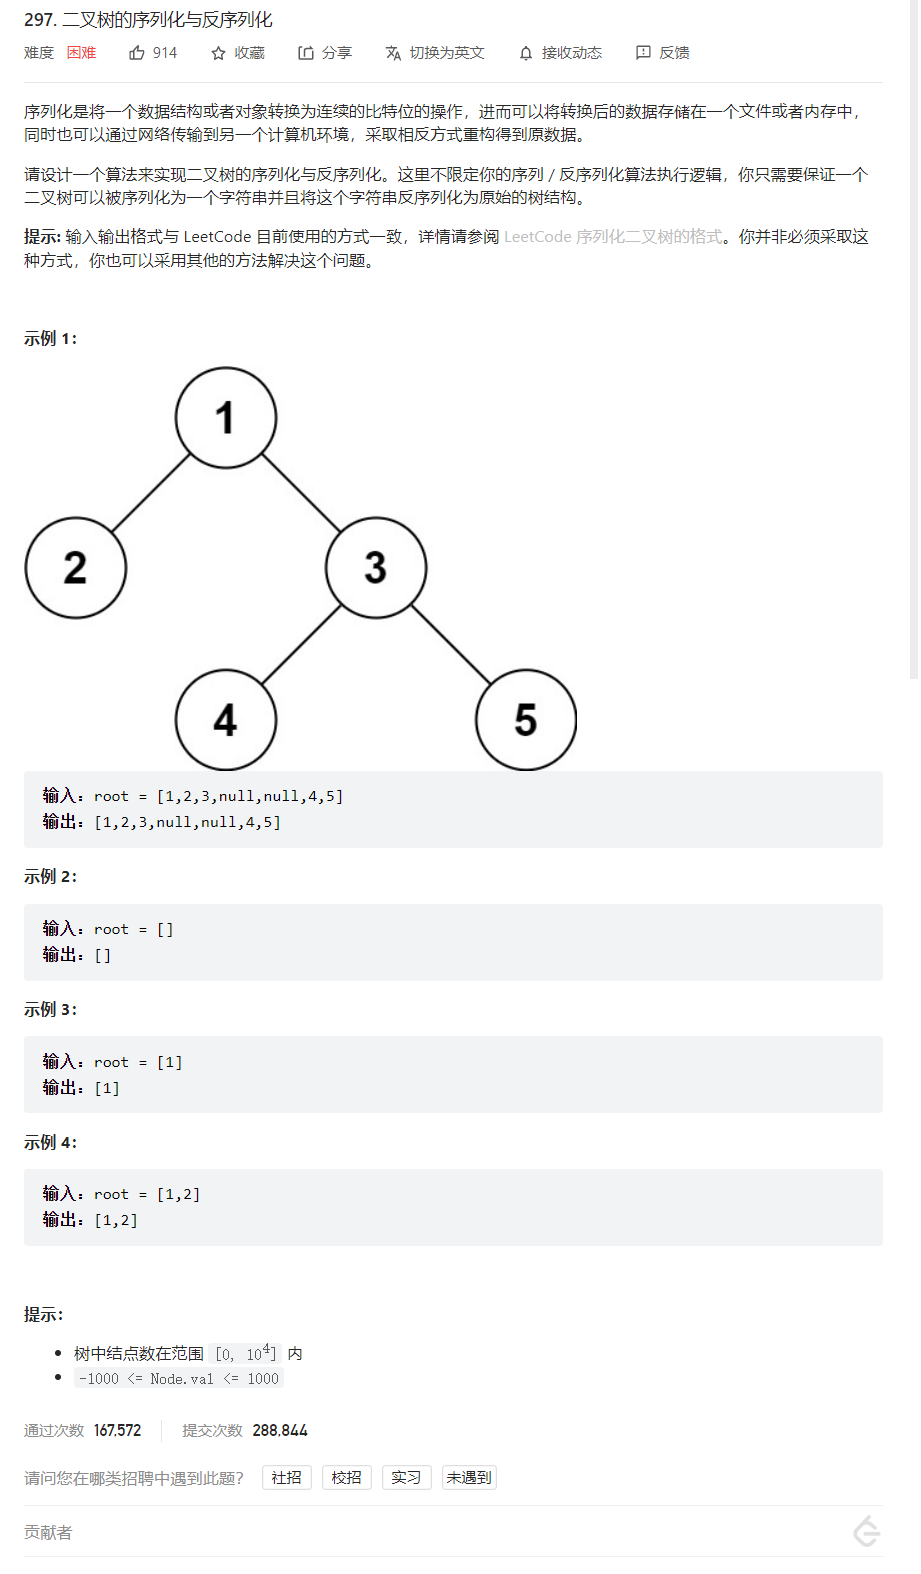 297. 二叉树的序列化与反序列化
难度 困难 914 收藏 分享 切换为英文 接收动态 反馈
序列化是将一个数据结构或者对象转换为连续的比特位的操作，进而可以将转换后的数据存储在一个文件或者内存中，
同时也可以通过网络传输到另一个计算机环境，采取相反方式重构得到原数据。
请设计一个算法来实现二叉树的序列化与反序列化。这里不限定你的序列 / 反序列化算法执行逻辑，你只需要保证一个
二叉树可以被序列化为一个字符串并且将这个字符串反序列化为原始的树结构。
提示: 输入输出格式与 LeetCode 目前使用的方式一致，详情请参阅 LeetCode 序列化二叉树的格式。你并非必须采取这
种方式，你也可以采用其他的方法解决这个问题。
示例 1：
1
2 3
4 5
输入：root = [1,2,3,null,null,4,5]
输出：[1,2,3,null,null,4,5]
示例 2：
输入：root = []
输出：[]
示例 3：
输入：root = [1]
输出：[1]
示例 4：
输入：root = [1,2]
输出：[1,2]
提示：
树中结点数在范围 [0, 10⁴] 内
-1000 <= Node.val <= 1000
通过次数 167,572 提交次数 288,844
请问您在哪类招聘中遇到此题？ 社招 校招 实习 未遇到
贡献者